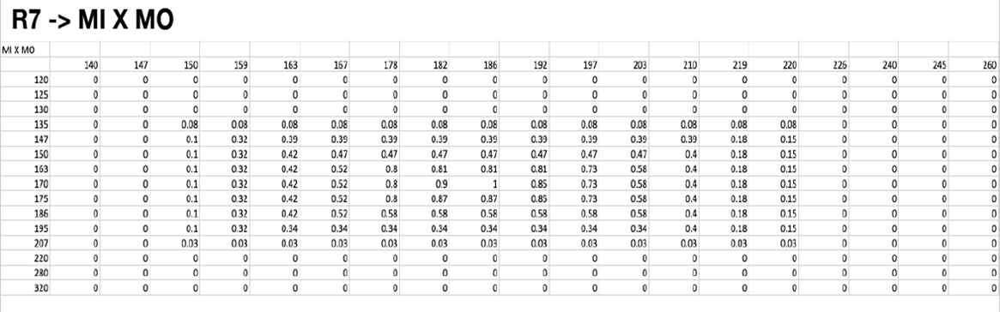 R7 -> MI X MO
MI X MO
140 147 150 159 163 167 178 182 186 192 197 203 210 219 220 226 240 245 260
120 0 0 0 0 0 0 0 0 0 0 0 0 0 0 0 0 0 0 0
125 0 0 0 0 0 0 0 0 0 0 0 0 0 0 0 0 0 0 0
130 0 0 0 0 0 0 0 0 0 0 0 0 0 0 0 0 0 0 0
135 0 0 0.08 0.08 0.08 0.08 0.08 0.08 0.08 0.08 0.08 0.08 0.08 0.08 0.08 0 0 0 0
147 0 0 0.1 0.32 0.39 0.39 0.39 0.39 0.39 0.39 0.39 0.39 0.39 0.18 0.15 0 0 0 0
150 0 0 0.1 0.32 0.42 0.47 0.47 0.47 0.47 0.47 0.47 0.47 0.4 0.18 0.15 0 0 0 0
163 0 0 0.1 0.32 0.42 0.52 0.8 0.81 0.81 0.81 0.73 0.58 0.4 0.18 0.15 0 0 0 0
170 0 0 0.1 0.32 0.42 0.52 0.8 0.9 1 0.85 0.73 0.58 0.4 0.18 0.15 0 0 0 0
175 0 0 0.1 0.32 0.42 0.52 0.8 0.87 0.87 0.85 0.73 0.58 0.4 0.18 0.15 0 0 0 0
186 0 0 0.1 0.32 0.42 0.52 0.58 0.58 0.58 0.58 0.58 0.58 0.4 0.18 0.15 0 0 0 0
195 0 0 0.1 0.32 0.34 0.34 0.34 0.34 0.34 0.34 0.34 0.34 0.4 0.18 0.15 0 0 0 0
207 0 0 0.03 0.03 0.03 0.03 0.03 0.03 0.03 0.03 0.03 0.03 0.03 0.03 0.03 0 0 0 0
220 0 0 0 0 0 0 0 0 0 0 0 0 0 0 0 0 0 0 0
280 0 0 0 0 0 0 0 0 0 0 0 0 0 0 0 0 0 0 0
320 0 0 0 0 0 0 0 0 0 0 0 0 0 0 0 0 0 0 0